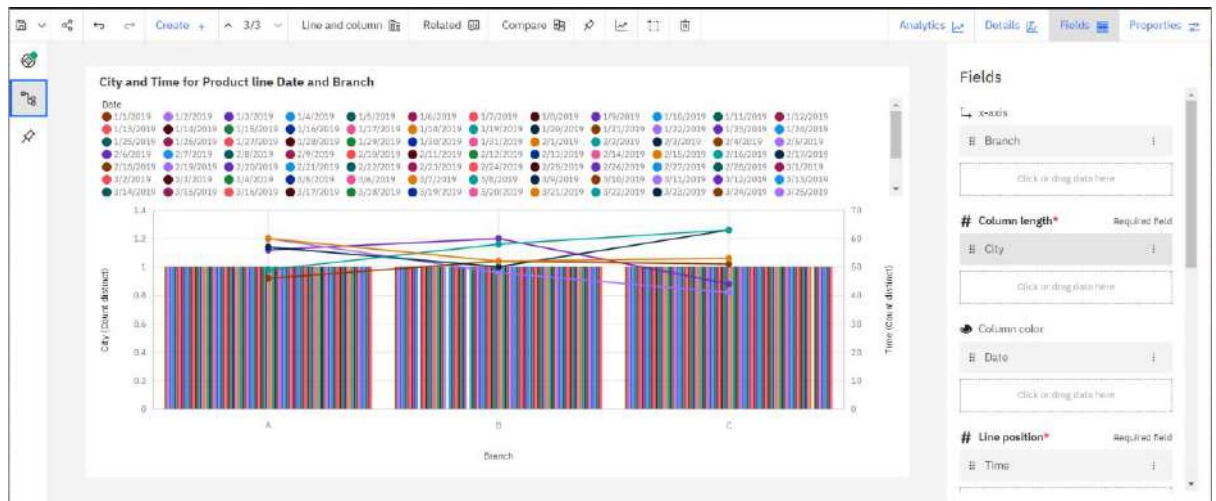 Create + 3/3 Line and column Related Compare Analytics Details Fields Properties
City and Time for Product line Date and Branch
Date
1/1/2019 1/2/2019 1/3/2019 1/4/2019 1/5/2019 1/6/2019 1/7/2019 1/8/2019 1/9/2019 1/10/2019 1/11/2019 1/12/2019
1/13/2019 1/14/2019 1/15/2019 1/16/2019 1/17/2019 1/18/2019 1/19/2019 1/20/2019 1/21/2019 1/22/2019 1/23/2019 1/24/2019
1/25/2019 1/26/2019 1/27/2019 1/28/2019 1/29/2019 1/30/2019 1/31/2019 2/1/2019 2/2/2019 2/3/2019 2/4/2019 2/5/2019
2/6/2019 2/7/2019 2/8/2019 2/9/2019 2/10/2019 2/11/2019 2/12/2019 2/13/2019 2/14/2019 2/15/2019 2/16/2019 2/17/2019
2/18/2019 2/19/2019 2/20/2019 2/21/2019 2/22/2019 2/23/2019 2/24/2019 2/25/2019 2/26/2019 2/27/2019 2/28/2019 3/1/2019
3/2/2019 3/3/2019 3/4/2019 3/5/2019 3/6/2019 3/7/2019 3/8/2019 3/9/2019 3/10/2019 3/11/2019 3/12/2019 3/13/2019
3/14/2019 3/15/2019 3/16/2019 3/17/2019 3/18/2019 3/19/2019 3/20/2019 3/21/2019 3/22/2019 3/23/2019 3/24/2019 3/25/2019
City (Count distinct)
1.4
1.2
1
0.8
0.6
0.4
0.2
0
70
60
50
40
30
20
10
0
Time (Count distinct)
A B C
Branch
Fields
x-axis
Branch
Click or drag data here
# Column length* Required field
City
Click or drag data here
Column color
Date
Click or drag data here
# Line position* Required field
Time